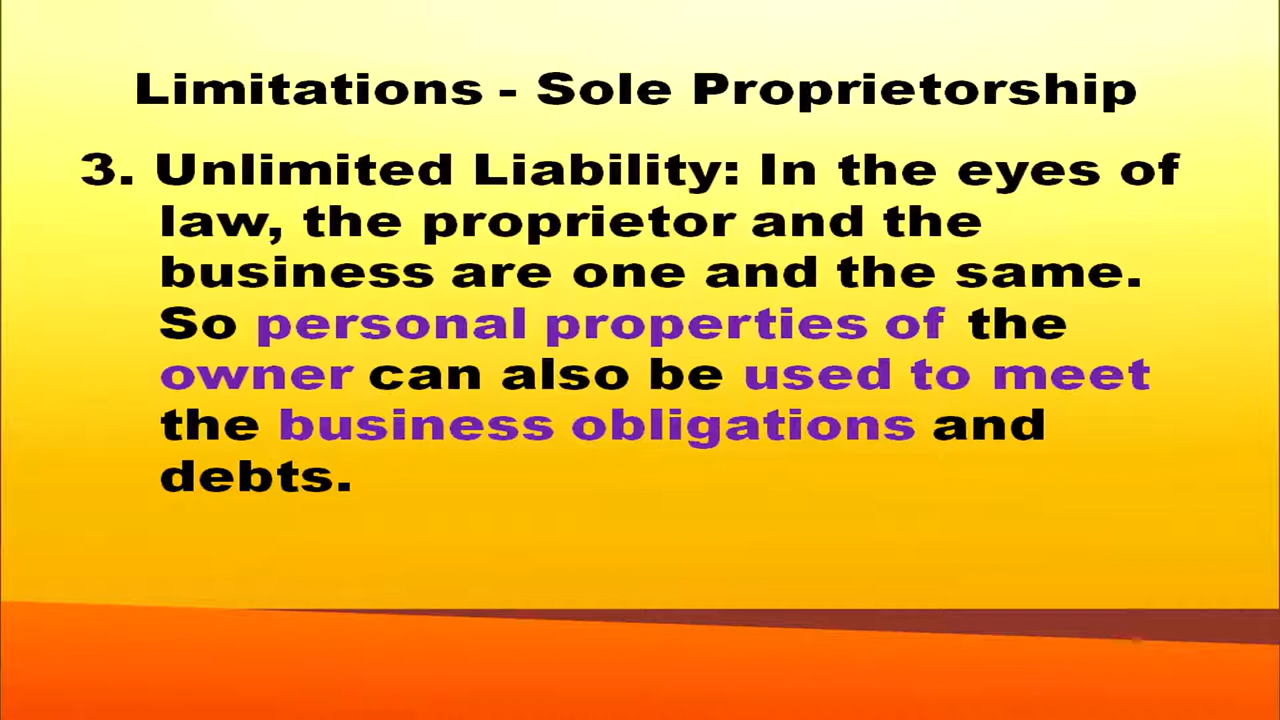 Limitations - Sole Proprietorship
3. Unlimited Liability: In the eyes of
law, the proprietor and the
business are one and the same.
So personal properties of the
owner can also be used to meet
the business obligations and
debts.